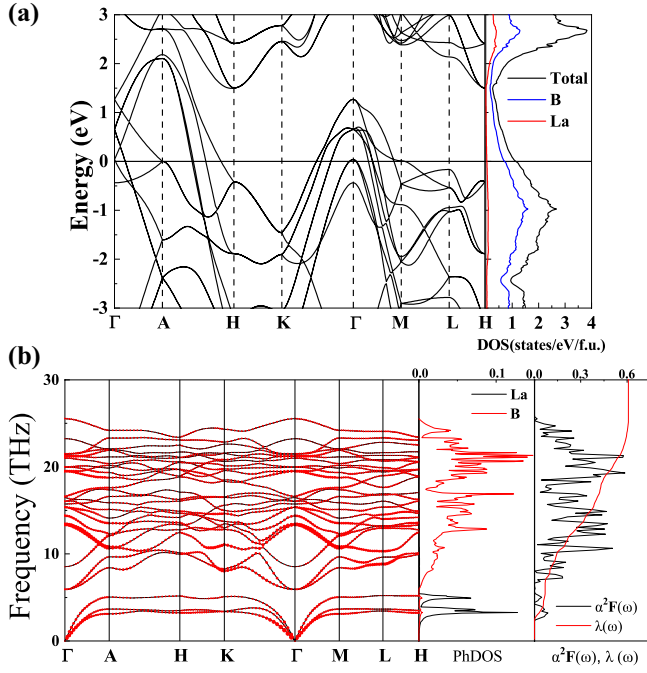 (a)
3
2
1
0
-1
-2
-3
Energy (eV)
Total
B
La
Γ A H K Γ M L H 1 2 3 4
DOS(states/eV/f.u.)
(b)
0.0 0.1 0.0 0.3 0.6
30
20
10
0
Frequency (THz)
La
B
α²F(ω)
λ(ω)
Γ A H K Γ M L H
PhDOS
α²F(ω), λ (ω)